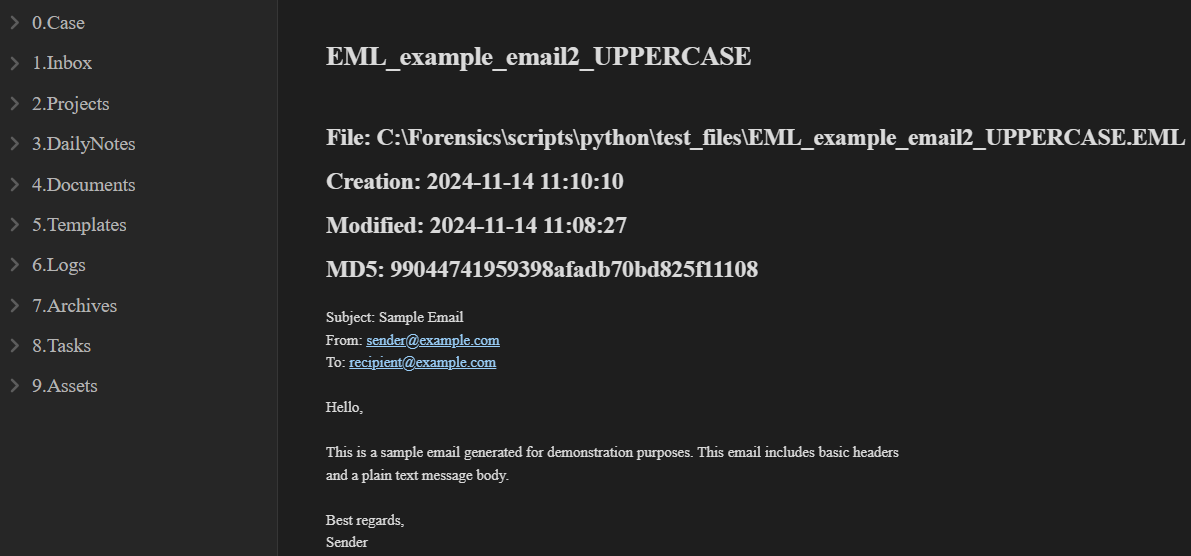 0.Case
1.Inbox
2.Projects
3.DailyNotes
4.Documents
5.Templates
6.Logs
7.Archives
8.Tasks
9.Assets
EML_example_email2_UPPERCASE
File: C:\Forensics\scripts\python\test_files\EML_example_email2_UPPERCASE.EML
Creation: 2024-11-14 11:10:10
Modified: 2024-11-14 11:08:27
MD5: 99044741959398afadb70bd825f11108
Subject: Sample Email
From: sender@example.com
To: recipient@example.com
Hello,
This is a sample email generated for demonstration purposes. This email includes basic headers
and a plain text message body.
Best regards,
Sender